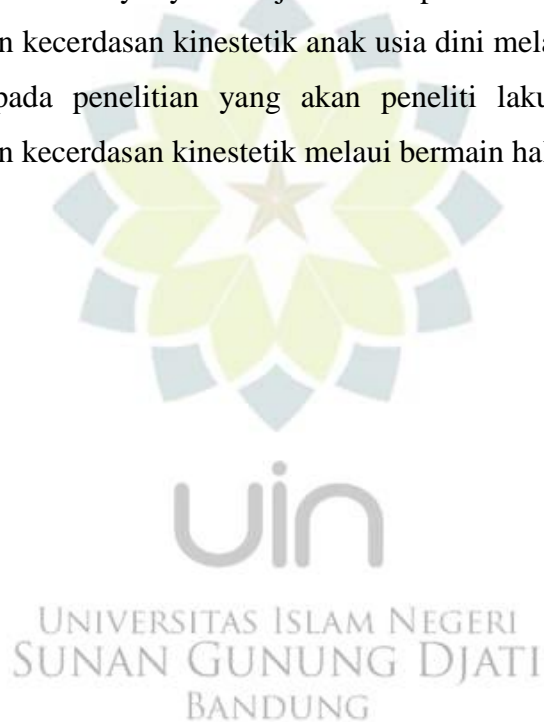 n kecerdasan kinestetik anak usia dini mela
pada penelitian yang akan peneliti laku
n kecerdasan kinestetik melaui bermain hal
uin
UNIVERSITAS ISLAM NEGERI
SUNAN GUNUNG DJATI
BANDUNG